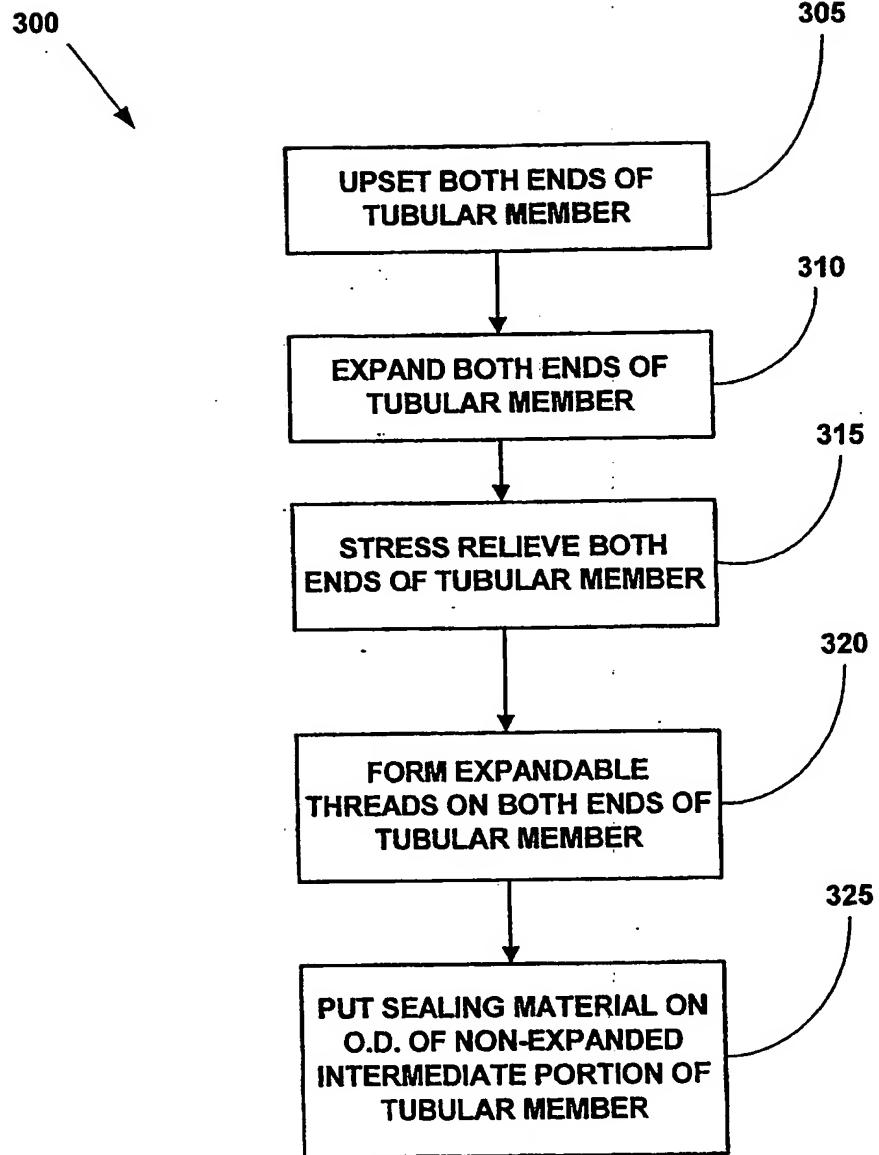 300
305
UPSET BOTH ENDS OF
TUBULAR MEMBER
310
EXPAND BOTH ENDS OF
TUBULAR MEMBER
315
STRESS RELIEVE BOTH
ENDS OF TUBULAR MEMBER
320
FORM EXPANDABLE
THREADS ON BOTH ENDS OF
TUBULAR MEMBER
325
PUT SEALING MATERIAL ON
O.D. OF NON-EXPANDED
INTERMEDIATE PORTION OF
TUBULAR MEMBER